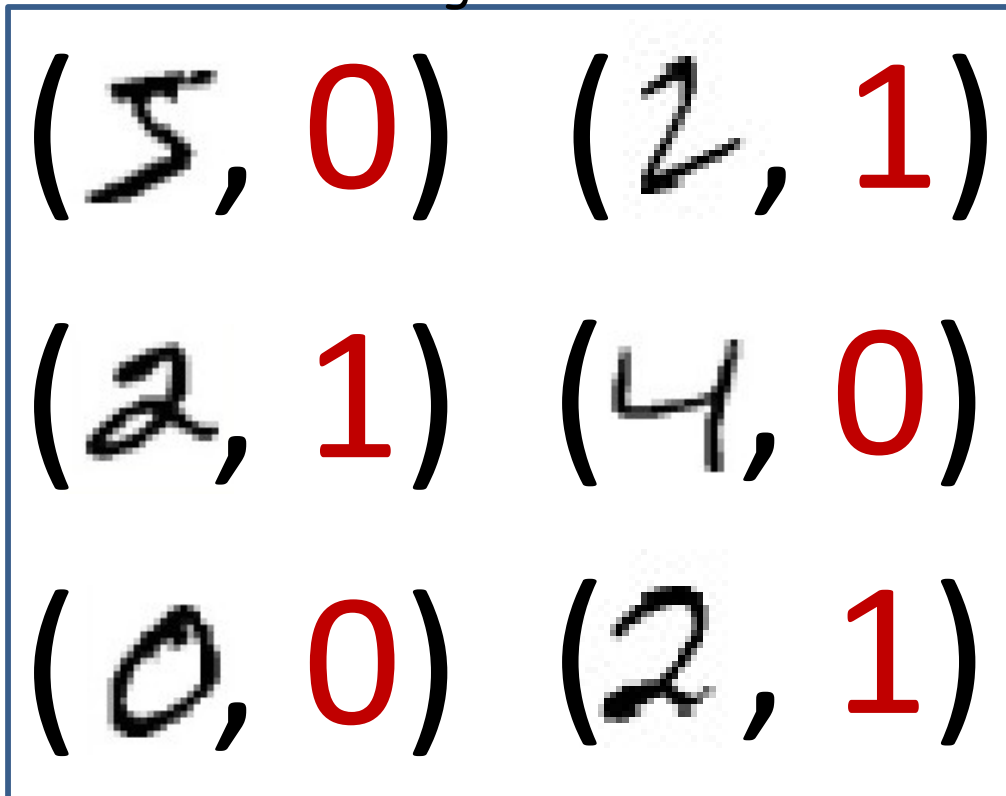 (5, 0) (2, 1)
(2, 1) (4, 0)
(0, 0) (2, 1)